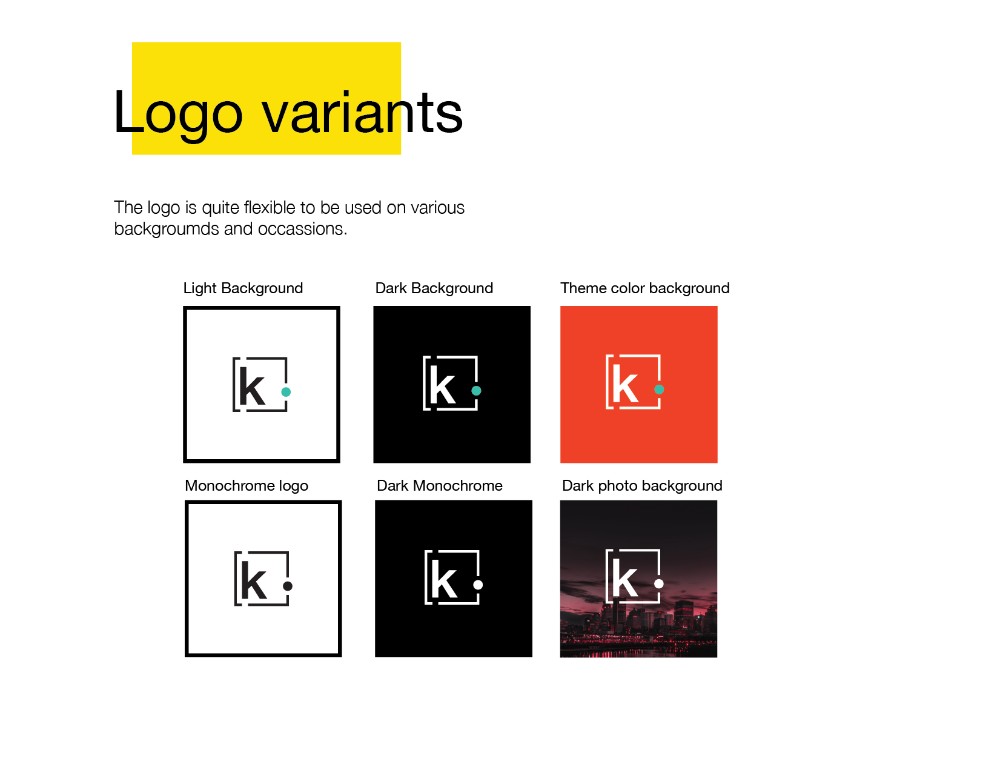 Logo variants
The logo is quite flexible to be used on various
backgroumds and occassions.
Light Background
Dark Background
Theme color background
k
k
k
Monochrome logo
Dark Monochrome
Dark photo background
k
k
k